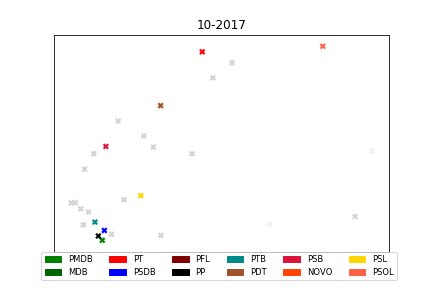 10-2017
PMDB PT PFL PTB PSB PSL
MDB PSDB PP PDT NOVO PSOL